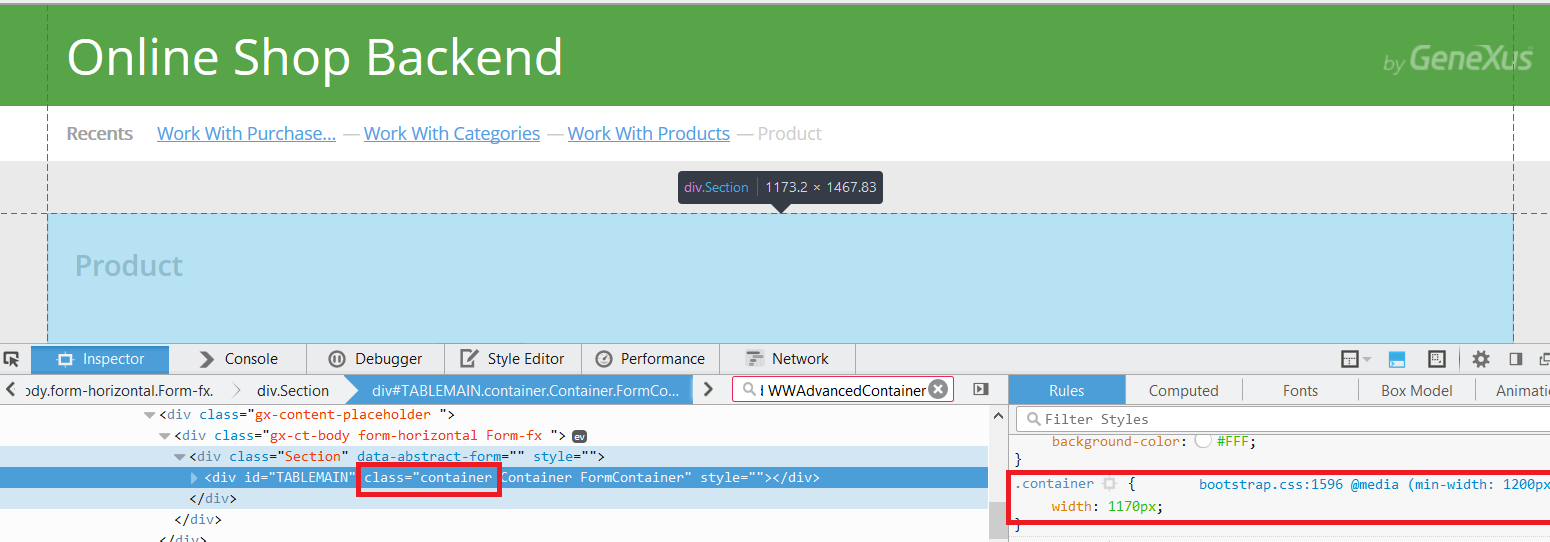 Online Shop Backend
by GeneXus
Recents Work With Purchase... — Work With Categories — Work With Products — Product
div.Section 1173.2 × 1467.83
Product
Inspector Console Debugger Style Editor Performance Network
ody.form-horizontal.Form-fx. div.Section div#TABLEMAIN.container.Container.FormCo... WWAdvancedContainer
Rules Computed Fonts Box Model Animati
<div class="gx-content-placeholder ">
<div class="gx-ct-body form-horizontal Form-fx "> ev
<div class="Section" data-abstract-form="" style="">
<div id="TABLEMAIN" class="container Container FormContainer" style=""></div>
</div>
</div>
</div>
Filter Styles
background-color: #FFF;
}
.container { bootstrap.css:1596 @media (min-width: 1200px
width: 1170px;
}